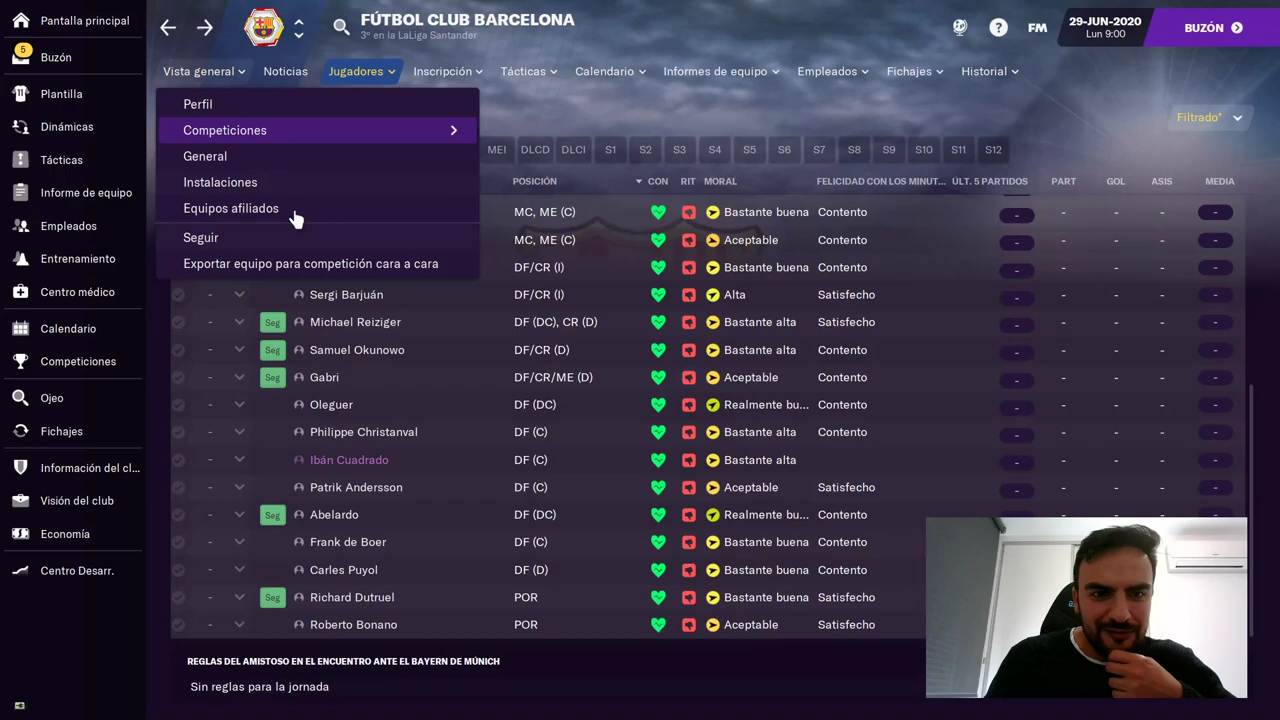 Pantalla principal
5
Buzón
Plantilla
Dinámicas
Tácticas
Informe de equipo
Empleados
Entrenamiento
Centro médico
Calendario
Competiciones
Ojeo
Fichajes
Información del cl...
Visión del club
Economía
Centro Desarr.
FÚTBOL CLUB BARCELONA
3º en la LaLiga Santander
FM
29-JUN-2020
Lun 9:00
BUZÓN
Vista general Noticias Jugadores Inscripción Tácticas Calendario Informes de equipo Empleados Fichajes Historial
Perfil
Competiciones
General
Instalaciones
Equipos afiliados
Seguir
Exportar equipo para competición cara a cara
Filtrado*
MEI DLCD DLCI S1 S2 S3 S4 S5 S6 S7 S8 S9 S10 S11 S12
POSICIÓN CON RIT MORAL FELICIDAD CON LOS MINUT... ÚLT. 5 PARTIDOS PART GOL ASIS MEDIA
MC, ME (C) Bastante buena Contento - - - - -
MC, ME (C) Aceptable Contento - - - - -
DF/CR (I) Bastante buena Contento - - - - -
- Sergi Barjuán DF/CR (I) Alta Satisfecho - - - - -
- Seg Michael Reiziger DF (DC), CR (D) Bastante alta Satisfecho - - - - -
- Seg Samuel Okunowo DF/CR (D) Bastante alta Contento - - - - -
- Seg Gabri DF/CR/ME (D) Aceptable Contento - - - - -
- Oleguer DF (DC) Realmente bu... Contento - - - - -
- Philippe Christanval DF (C) Bastante alta Contento - - - - -
- Ibán Cuadrado DF (C) Bastante alta - - - - -
- Patrik Andersson DF (C) Aceptable Satisfecho - - - - -
- Seg Abelardo DF (DC) Realmente bu... Contento - - - - -
- Frank de Boer DF (C) Bastante buena Contento
- Carles Puyol DF (D) Bastante buena Contento
- Seg Richard Dutruel POR Bastante buena Satisfecho
- Roberto Bonano POR Aceptable Satisfecho
REGLAS DEL AMISTOSO EN EL ENCUENTRO ANTE EL BAYERN DE MÚNICH
Sin reglas para la jornada